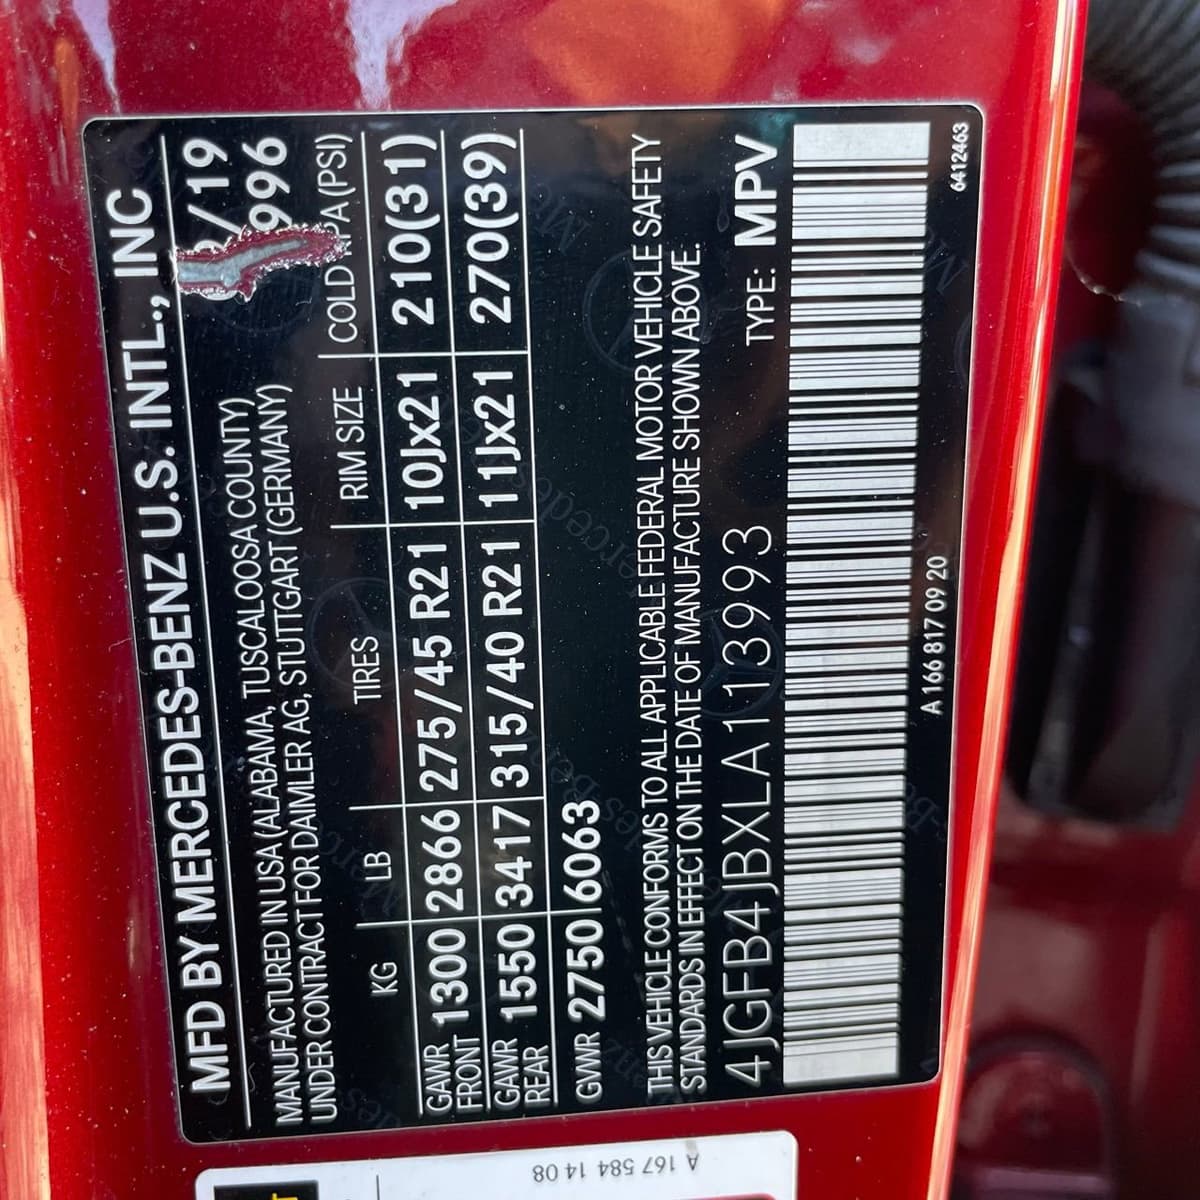 MFD BY MERCEDES-BENZ U.S. INTL., INC
/19
MANUFACTURED IN USA (ALABAMA, TUSCALOOSA COUNTY)
UNDER CONTRACT FOR DAIMLER AG, STUTTGART (GERMANY)
996
KG LB TIRES RIM SIZE COLD KPA (PSI)
GAWR FRONT 1300 2866 275/45 R21 10Jx21 210(31)
GAWR REAR 1550 3417 315/40 R21 11Jx21 270(39)
GVWR 2750 6063
THIS VEHICLE CONFORMS TO ALL APPLICABLE FEDERAL MOTOR VEHICLE SAFETY
STANDARDS IN EFFECT ON THE DATE OF MANUFACTURE SHOWN ABOVE.
4JGFB4JBXLA113993 TYPE: MPV
A 166 817 09 20
6412463
A 167 584 14 08